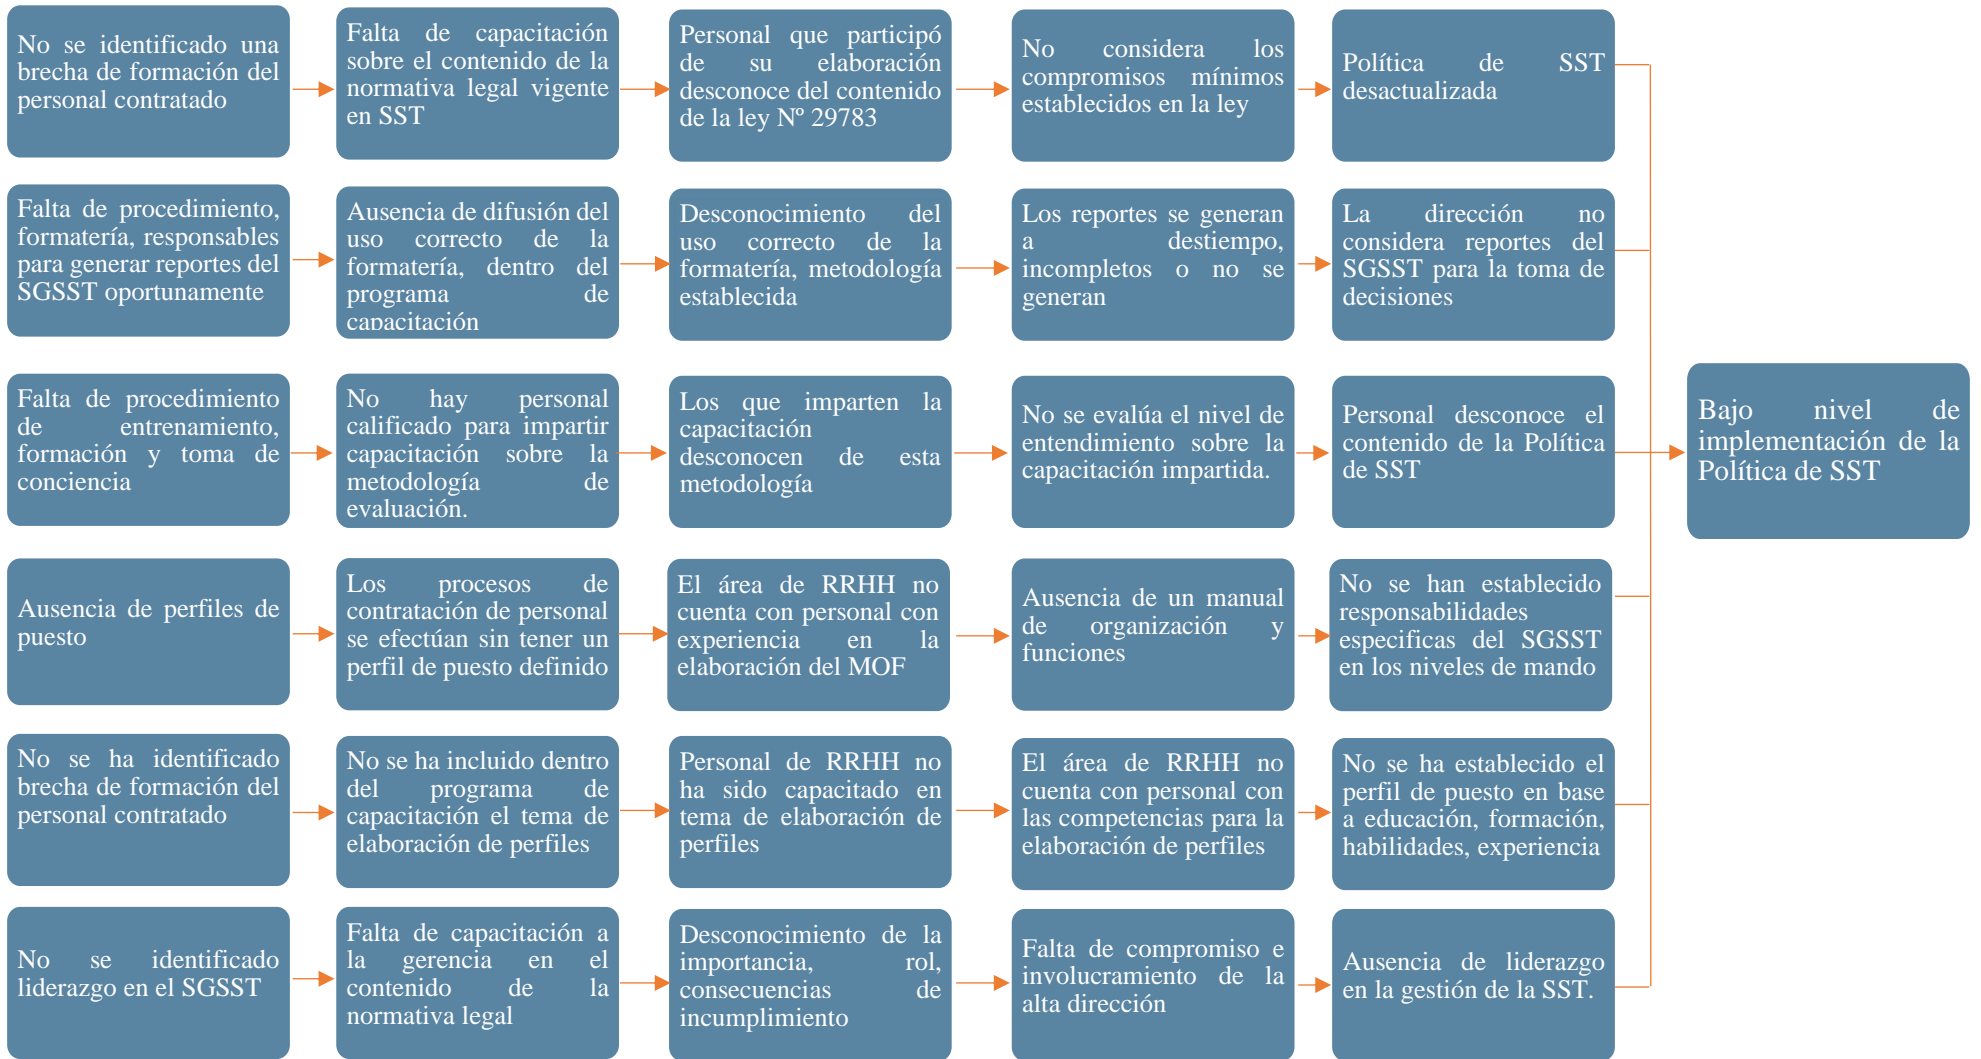 No se identificado una
brecha de formación del
personal contratado
Falta de capacitación
sobre el contenido de la
normativa legal vigente
en SST
Personal que participó
de su elaboración
desconoce del contenido
de la ley Nº 29783
No considera los
compromisos mínimos
establecidos en la ley
Política de SST
desactualizada
Falta de procedimiento,
formatería, responsables
para generar reportes del
SGSST oportunamente
Ausencia de difusión del
uso correcto de la
formatería, dentro del
programa de
capacitación
Desconocimiento del
uso correcto de la
formatería, metodología
establecida
Los reportes se generan
a destiempo,
incompletos o no se
generan
La dirección no
considera reportes del
SGSST para la toma de
decisiones
Falta de procedimiento
de entrenamiento,
formación y toma de
conciencia
No hay personal
calificado para impartir
capacitación sobre la
metodología de
evaluación.
Los que imparten la
capacitación
desconocen de esta
metodología
No se evalúa el nivel de
entendimiento sobre la
capacitación impartida.
Personal desconoce el
contenido de la Política
de SST
Bajo nivel de
implementación de la
Política de SST
Ausencia de perfiles de
puesto
Los procesos de
contratación de personal
se efectúan sin tener un
perfil de puesto definido
El área de RRHH no
cuenta con personal con
experiencia en la
elaboración del MOF
Ausencia de un manual
de organización y
funciones
No se han establecido
responsabilidades
especificas del SGSST
en los niveles de mando
No se ha identificado
brecha de formación del
personal contratado
No se ha incluido dentro
del programa de
capacitación el tema de
elaboración de perfiles
Personal de RRHH no
ha sido capacitado en
tema de elaboración de
perfiles
El área de RRHH no
cuenta con personal con
las competencias para la
elaboración de perfiles
No se ha establecido el
perfil de puesto en base
a educación, formación,
habilidades, experiencia
No se identificado
liderazgo en el SGSST
Falta de capacitación a
la gerencia en el
contenido de la
normativa legal
Desconocimiento de la
importancia, rol,
consecuencias de
incumplimiento
Falta de compromiso e
involucramiento de la
alta dirección
Ausencia de liderazgo
en la gestión de la SST.